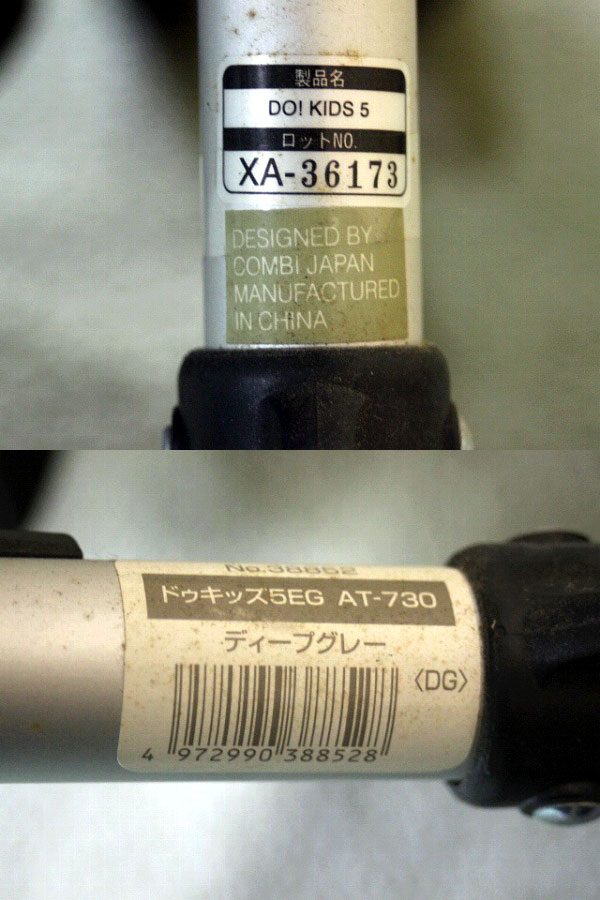 製品名
DO! KIDS 5
ロットNO.
XA-36173
DESIGNED BY
COMBI JAPAN
MANUFACTURED
IN CHINA
No.38852
ドゥキッズ5EG AT-730
ディープグレー
〈DG〉
4 972990 388528